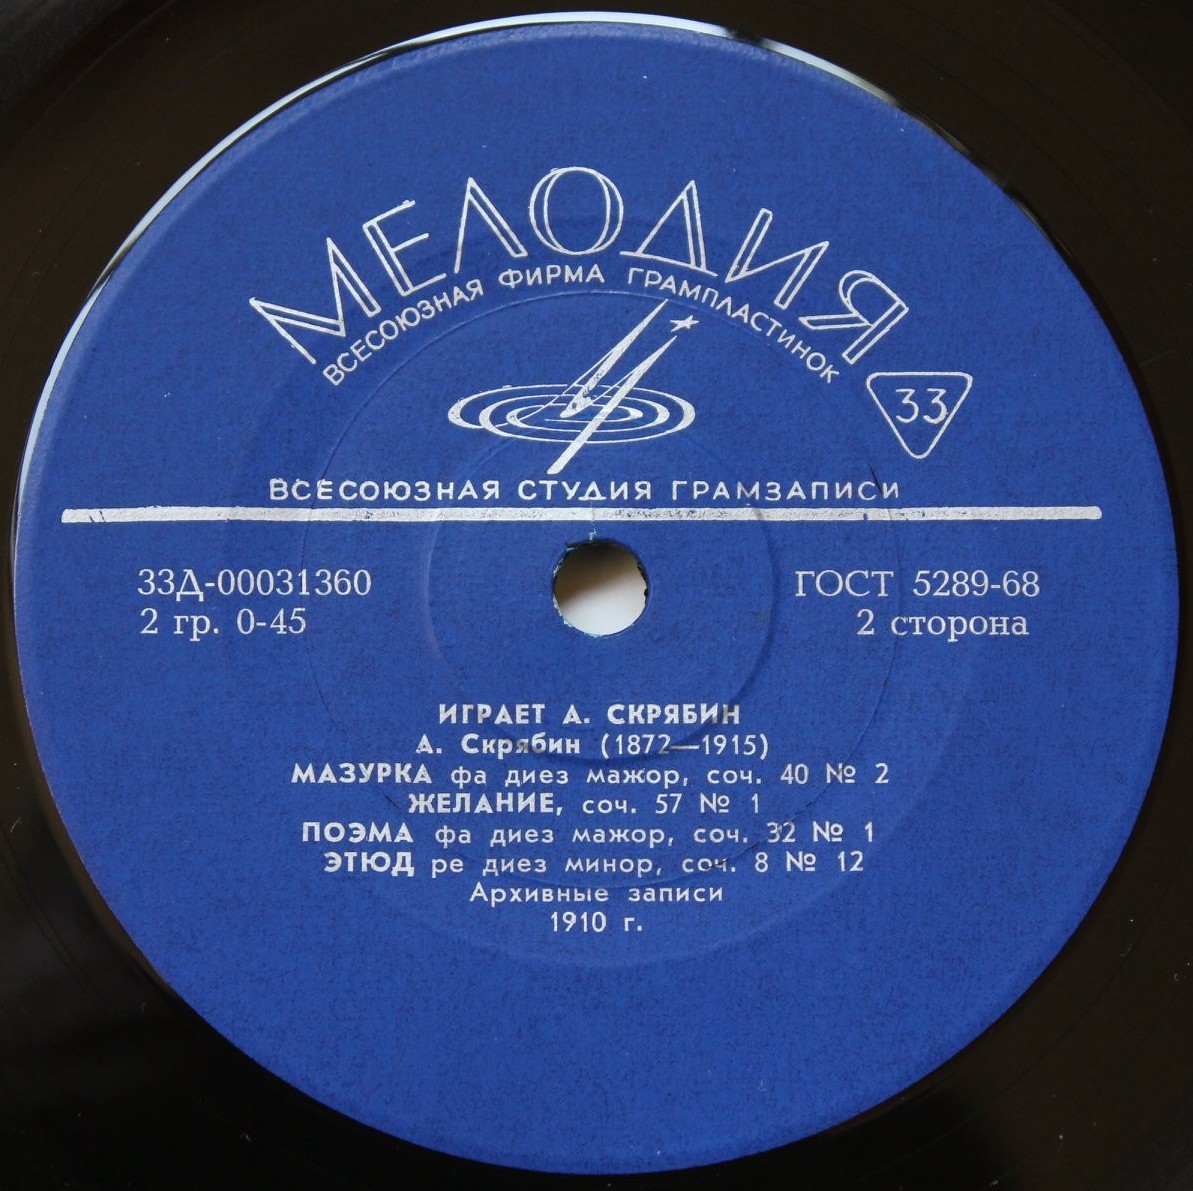 МЕЛОДИЯ
ВСЕСОЮЗНАЯ ФИРМА ГРАМПЛАСТИНОК
33
ВСЕСОЮЗНАЯ СТУДИЯ ГРАМЗАПИСИ
33Д-00031360 ГОСТ 5289-68
2 гр. 0-45 2 сторона
ИГРАЕТ А. СКРЯБИН
А. Скрябин (1872—1915)
МАЗУРКА фа диез мажор, соч. 40 № 2
ЖЕЛАНИЕ, соч. 57 № 1
ПОЭМА фа диез мажор, соч. 32 № 1
ЭТЮД ре диез минор, соч. 8 № 12
Архивные записи
1910 г.